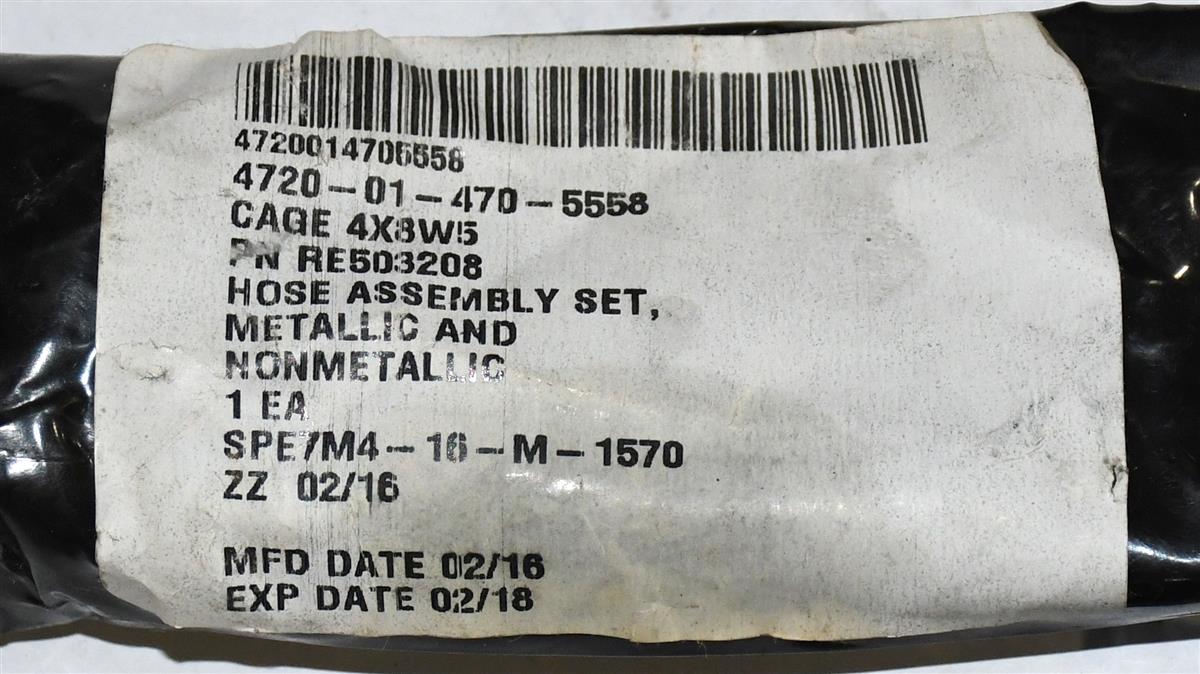 4720014705558
4720-01-470-5558
CAGE 4X8W5
PN RE503208
HOSE ASSEMBLY SET,
METALLIC AND
NONMETALLIC
1 EA
SPE7M4-16-M-1570
ZZ 02/16
MFD DATE 02/16
EXP DATE 02/18